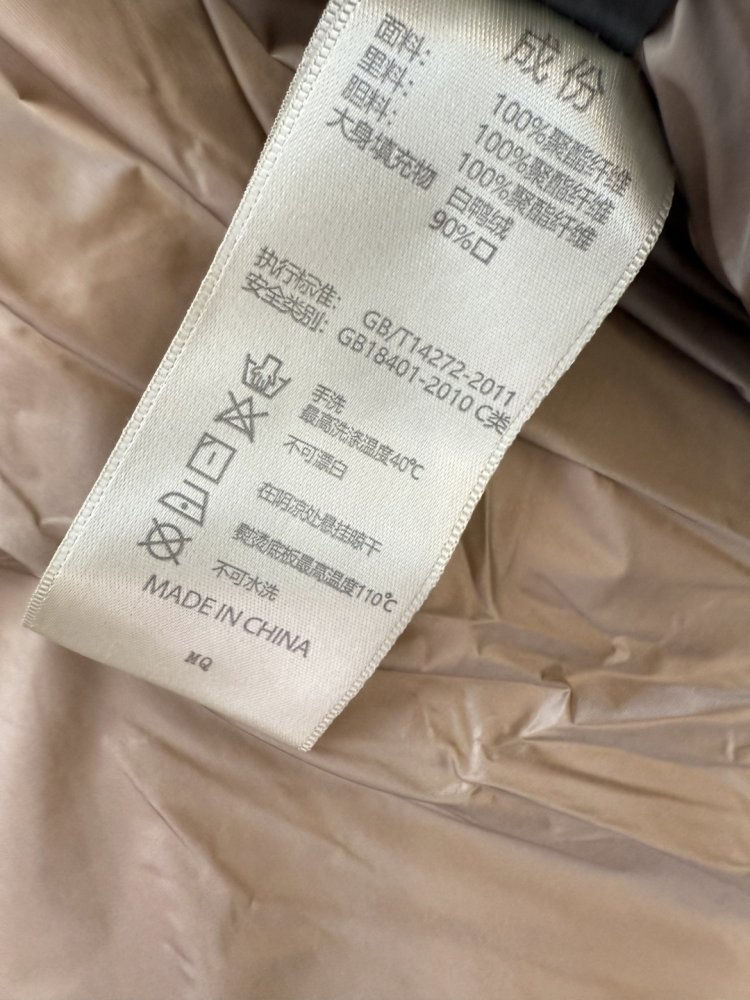 成份
面料： 100%聚酯纤维
里料： 100%聚酯纤维
胆料： 100%聚酯纤维
大身填充物 白鸭绒
90%口
执行标准： GB/T14272-2011
安全类别： GB18401-2010 C类
手洗
最高洗涤温度40℃
不可漂白
在阴凉处悬挂晾干
熨烫底板最高温度110℃
不可水洗
MADE IN CHINA
MQ